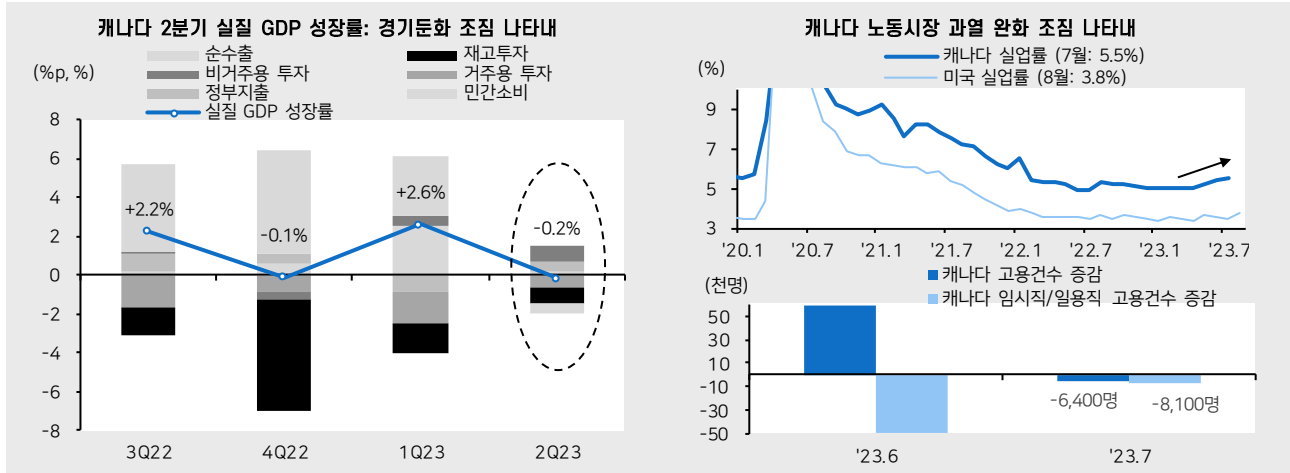 캐나다 2분기 실질 GDP 성장률: 경기둔화 조짐 나타내
(%p, %)
순수출
재고투자
비거주용 투자
거주용 투자
정부지출
민간소비
실질 GDP 성장률
8
6
4
2
0
-2
-4
-6
-8
+2.2%
-0.1%
+2.6%
-0.2%
3Q22
4Q22
1Q23
2Q23
캐나다 노동시장 과열 완화 조짐 나타내
(%)
캐나다 실업률 (7월: 5.5%)
미국 실업률 (8월: 3.8%)
9
7
5
3
'20.1
'20.7
'21.1
'21.7
'22.1
'22.7
'23.1
'23.7
(천명)
캐나다 고용건수 증감
캐나다 임시직/일용직 고용건수 증감
50
30
10
-10
-30
-50
-6,400명
-8,100명
'23.6
'23.7